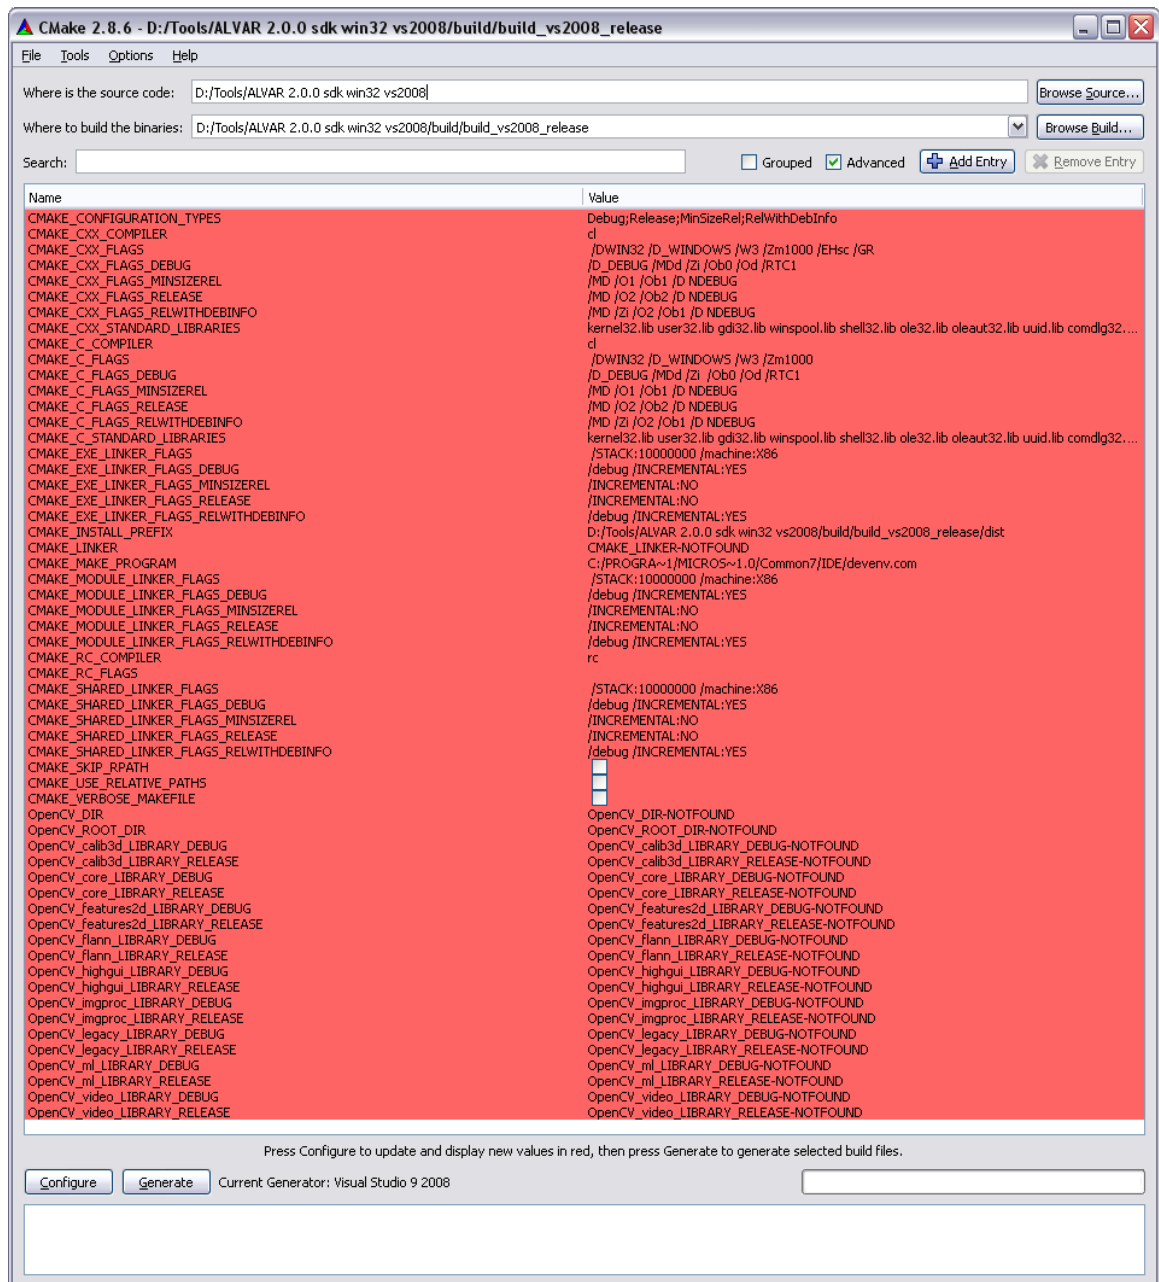 CMake 2.8.6 - D:/Tools/ALVAR 2.0.0 sdk win32 vs2008/build/build_vs2008_release
File Tools Options Help
Where is the source code: D:/Tools/ALVAR 2.0.0 sdk win32 vs2008 Browse Source...
Where to build the binaries: D:/Tools/ALVAR 2.0.0 sdk win32 vs2008/build/build_vs2008_release Browse Build...
Search: Grouped Advanced Add Entry Remove Entry
Name Value
CMAKE_CONFIGURATION_TYPES Debug;Release;MinSizeRel;RelWithDebInfo
CMAKE_CXX_COMPILER cl
CMAKE_CXX_FLAGS /DWIN32 /D_WINDOWS /W3 /Zm1000 /EHsc /GR
CMAKE_CXX_FLAGS_DEBUG /D_DEBUG /MDd /Zi /Ob0 /Od /RTC1
CMAKE_CXX_FLAGS_MINSIZEREL /MD /O1 /Ob1 /D NDEBUG
CMAKE_CXX_FLAGS_RELEASE /MD /O2 /Ob2 /D NDEBUG
CMAKE_CXX_FLAGS_RELWITHDEBINFO /MD /Zi /O2 /Ob1 /D NDEBUG
CMAKE_CXX_STANDARD_LIBRARIES kernel32.lib user32.lib gdi32.lib winspool.lib shell32.lib ole32.lib oleaut32.lib uuid.lib comdlg32....
CMAKE_C_COMPILER cl
CMAKE_C_FLAGS /DWIN32 /D_WINDOWS /W3 /Zm1000
CMAKE_C_FLAGS_DEBUG /D_DEBUG /MDd /Zi /Ob0 /Od /RTC1
CMAKE_C_FLAGS_MINSIZEREL /MD /O1 /Ob1 /D NDEBUG
CMAKE_C_FLAGS_RELEASE /MD /O2 /Ob2 /D NDEBUG
CMAKE_C_FLAGS_RELWITHDEBINFO /MD /Zi /O2 /Ob1 /D NDEBUG
CMAKE_C_STANDARD_LIBRARIES kernel32.lib user32.lib gdi32.lib winspool.lib shell32.lib ole32.lib oleaut32.lib uuid.lib comdlg32....
CMAKE_EXE_LINKER_FLAGS /STACK:10000000 /machine:X86
CMAKE_EXE_LINKER_FLAGS_DEBUG /debug /INCREMENTAL:YES
CMAKE_EXE_LINKER_FLAGS_MINSIZEREL /INCREMENTAL:NO
CMAKE_EXE_LINKER_FLAGS_RELEASE /INCREMENTAL:NO
CMAKE_EXE_LINKER_FLAGS_RELWITHDEBINFO /debug /INCREMENTAL:YES
CMAKE_INSTALL_PREFIX D:/Tools/ALVAR 2.0.0 sdk win32 vs2008/build/build_vs2008_release/dist
CMAKE_LINKER CMAKE_LINKER-NOTFOUND
CMAKE_MAKE_PROGRAM C:/PROGRA~1/MICROS~1.0/Common7/IDE/devenv.com
CMAKE_MODULE_LINKER_FLAGS /STACK:10000000 /machine:X86
CMAKE_MODULE_LINKER_FLAGS_DEBUG /debug /INCREMENTAL:YES
CMAKE_MODULE_LINKER_FLAGS_MINSIZEREL /INCREMENTAL:NO
CMAKE_MODULE_LINKER_FLAGS_RELEASE /INCREMENTAL:NO
CMAKE_MODULE_LINKER_FLAGS_RELWITHDEBINFO /debug /INCREMENTAL:YES
CMAKE_RC_COMPILER rc
CMAKE_RC_FLAGS
CMAKE_SHARED_LINKER_FLAGS /STACK:10000000 /machine:X86
CMAKE_SHARED_LINKER_FLAGS_DEBUG /debug /INCREMENTAL:YES
CMAKE_SHARED_LINKER_FLAGS_MINSIZEREL /INCREMENTAL:NO
CMAKE_SHARED_LINKER_FLAGS_RELEASE /INCREMENTAL:NO
CMAKE_SHARED_LINKER_FLAGS_RELWITHDEBINFO /debug /INCREMENTAL:YES
CMAKE_SKIP_RPATH
CMAKE_USE_RELATIVE_PATHS
CMAKE_VERBOSE_MAKEFILE
OpenCV_DIR OpenCV_DIR-NOTFOUND
OpenCV_ROOT_DIR OpenCV_ROOT_DIR-NOTFOUND
OpenCV_calib3d_LIBRARY_DEBUG OpenCV_calib3d_LIBRARY_DEBUG-NOTFOUND
OpenCV_calib3d_LIBRARY_RELEASE OpenCV_calib3d_LIBRARY_RELEASE-NOTFOUND
OpenCV_core_LIBRARY_DEBUG OpenCV_core_LIBRARY_DEBUG-NOTFOUND
OpenCV_core_LIBRARY_RELEASE OpenCV_core_LIBRARY_RELEASE-NOTFOUND
OpenCV_features2d_LIBRARY_DEBUG OpenCV_features2d_LIBRARY_DEBUG-NOTFOUND
OpenCV_features2d_LIBRARY_RELEASE OpenCV_features2d_LIBRARY_RELEASE-NOTFOUND
OpenCV_flann_LIBRARY_DEBUG OpenCV_flann_LIBRARY_DEBUG-NOTFOUND
OpenCV_flann_LIBRARY_RELEASE OpenCV_flann_LIBRARY_RELEASE-NOTFOUND
OpenCV_highgui_LIBRARY_DEBUG OpenCV_highgui_LIBRARY_DEBUG-NOTFOUND
OpenCV_highgui_LIBRARY_RELEASE OpenCV_highgui_LIBRARY_RELEASE-NOTFOUND
OpenCV_imgproc_LIBRARY_DEBUG OpenCV_imgproc_LIBRARY_DEBUG-NOTFOUND
OpenCV_imgproc_LIBRARY_RELEASE OpenCV_imgproc_LIBRARY_RELEASE-NOTFOUND
OpenCV_legacy_LIBRARY_DEBUG OpenCV_legacy_LIBRARY_DEBUG-NOTFOUND
OpenCV_legacy_LIBRARY_RELEASE OpenCV_legacy_LIBRARY_RELEASE-NOTFOUND
OpenCV_ml_LIBRARY_DEBUG OpenCV_ml_LIBRARY_DEBUG-NOTFOUND
OpenCV_ml_LIBRARY_RELEASE OpenCV_ml_LIBRARY_RELEASE-NOTFOUND
OpenCV_video_LIBRARY_DEBUG OpenCV_video_LIBRARY_DEBUG-NOTFOUND
OpenCV_video_LIBRARY_RELEASE OpenCV_video_LIBRARY_RELEASE-NOTFOUND
Press Configure to update and display new values in red, then press Generate to generate selected build files.
Configure Generate Current Generator: Visual Studio 9 2008